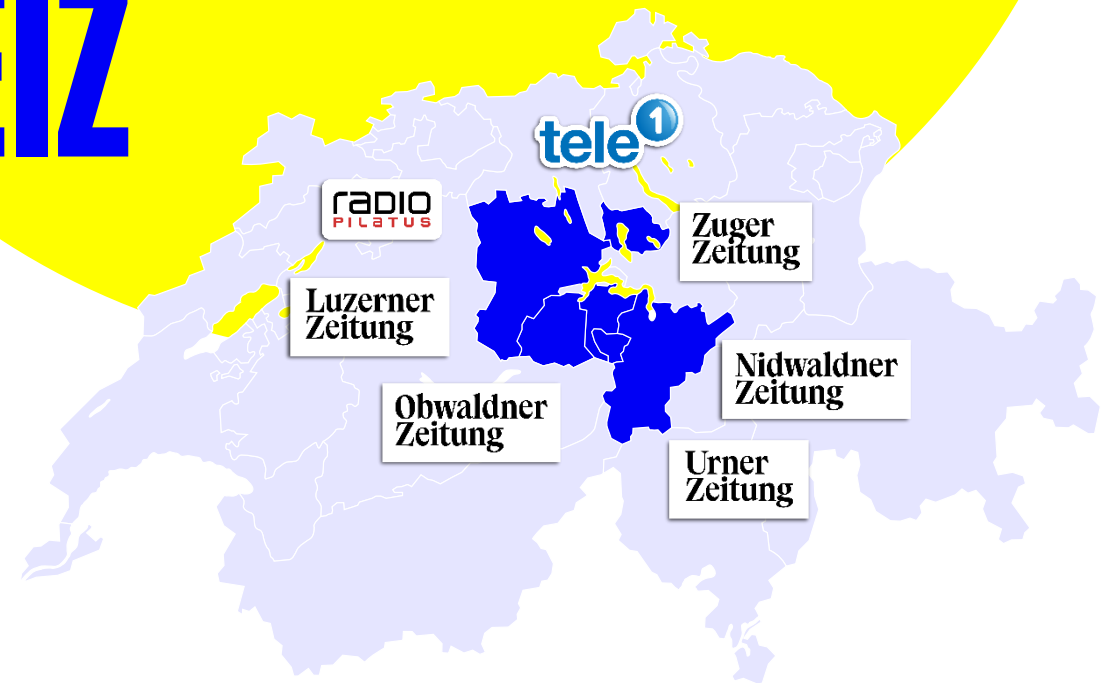 EIZ
tele 1
radio
PILATUS
Zuger
Zeitung
Luzerner
Zeitung
Nidwaldner
Zeitung
Obwaldner
Zeitung
Urner
Zeitung